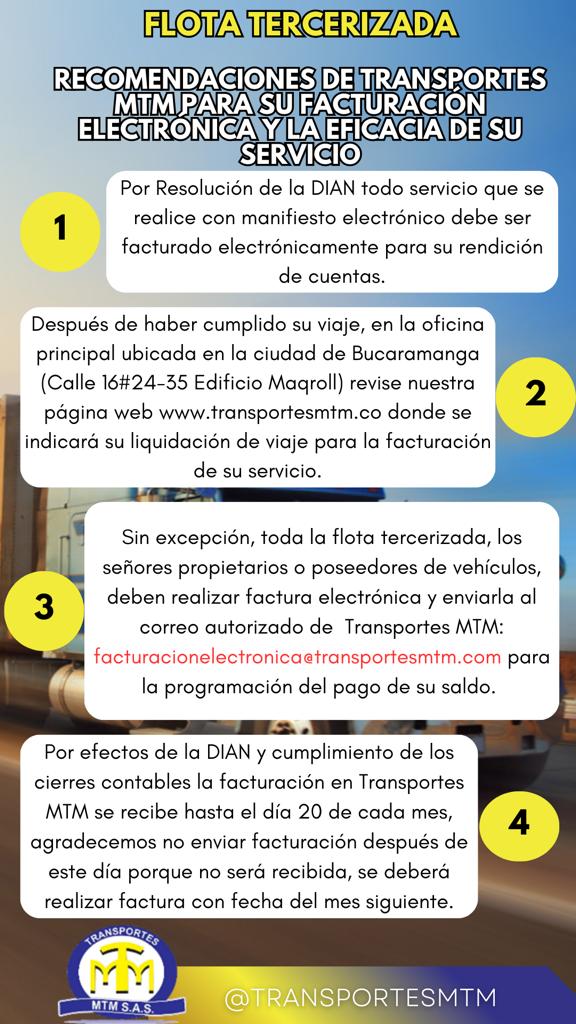 FLOTA TERCERIZADA
RECOMENDACIONES DE TRANSPORTES
MTM PARA SU FACTURACIÓN
ELECTRÓNICA Y LA EFICACIA DE SU
SERVICIO
1
Por Resolución de la DIAN todo servicio que se
realice con manifiesto electrónico debe ser
facturado electrónicamente para su rendición
de cuentas.
Después de haber cumplido su viaje, en la oficina
principal ubicada en la ciudad de Bucaramanga
(Calle 16#24-35 Edificio Maqroll) revise nuestra
página web www.transportesmtm.co donde se
indicará su liquidación de viaje para la facturación
de su servicio.
2
3
Sin excepción, toda la flota tercerizada, los
señores propietarios o poseedores de vehículos,
deben realizar factura electrónica y enviarla al
correo autorizado de Transportes MTM:
facturacionelectronica@transportesmtm.com para
la programación del pago de su saldo.
Por efectos de la DIAN y cumplimiento de los
cierres contables la facturación en Transportes
MTM se recibe hasta el día 20 de cada mes,
agradecemos no enviar facturación después de
este día porque no será recibida, se deberá
realizar factura con fecha del mes siguiente.
4
TRANSPORTES
MTM
MTM S.A.S.
@TRANSPORTESMTM